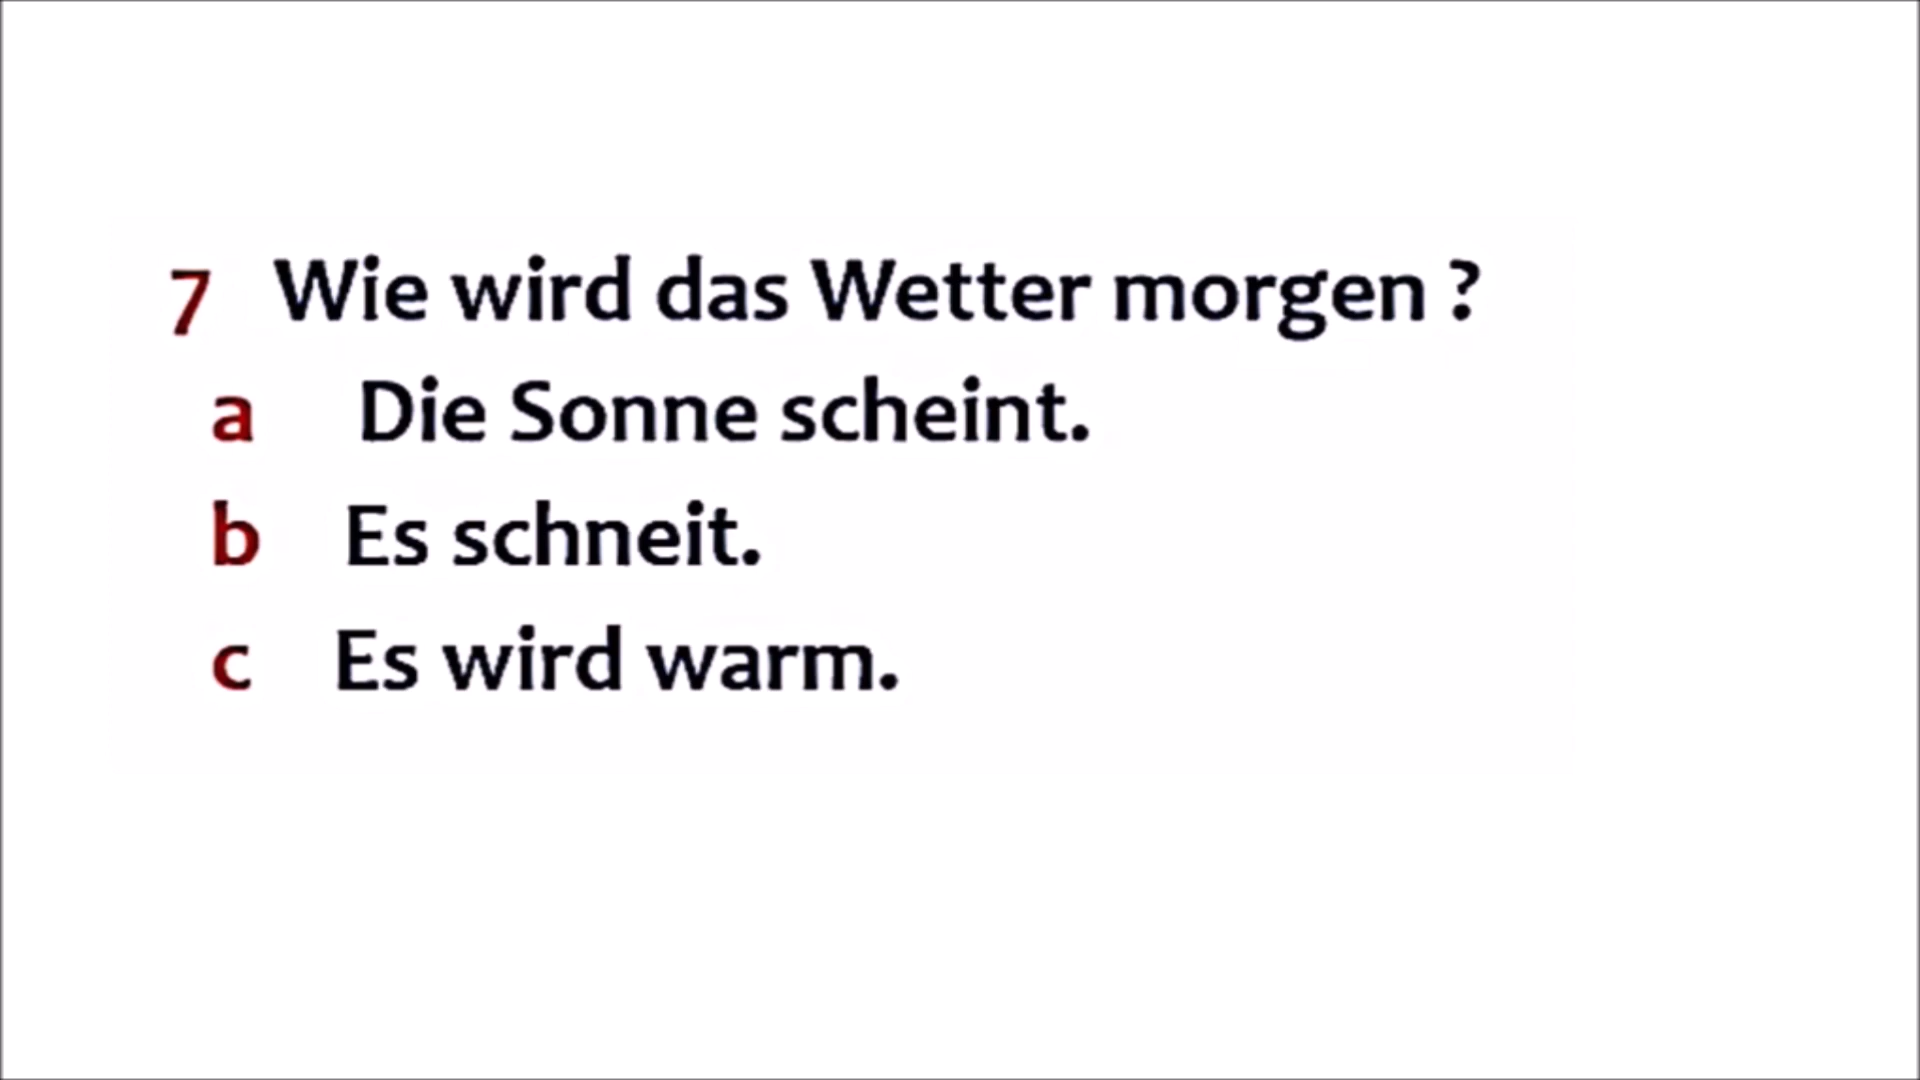 7 Wie wird das Wetter morgen ?
a Die Sonne scheint.
b Es schneit.
c Es wird warm.